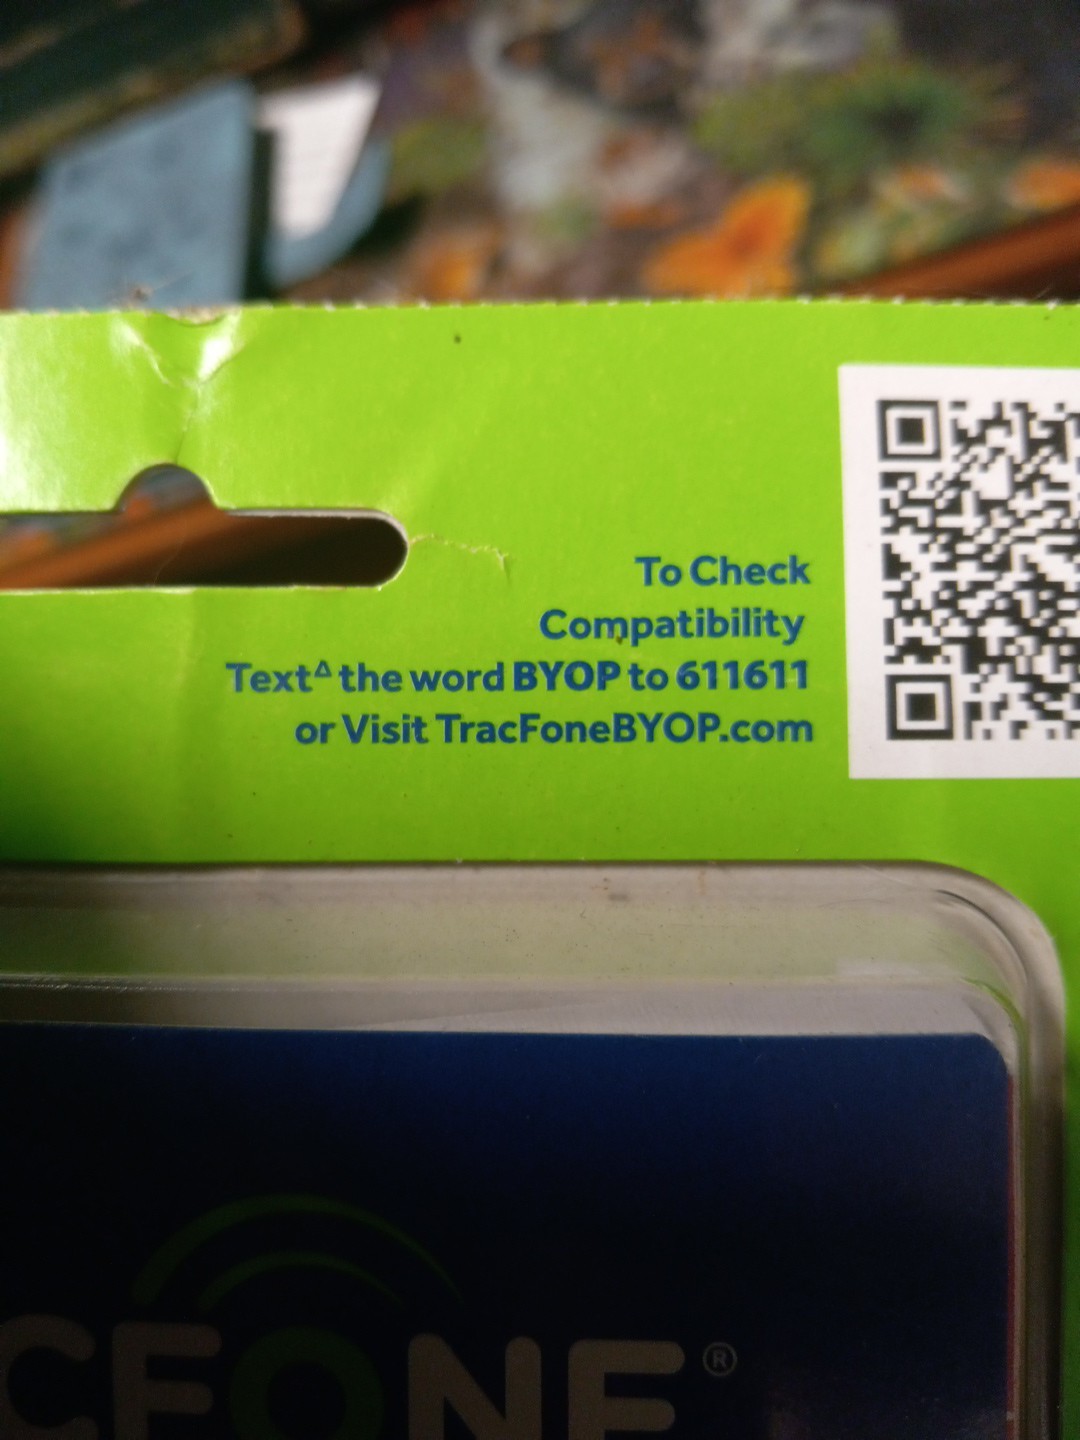 To Check
Compatibility
Text∆ the word BYOP to 611611
or Visit TracFoneBYOP.com
CFONE®